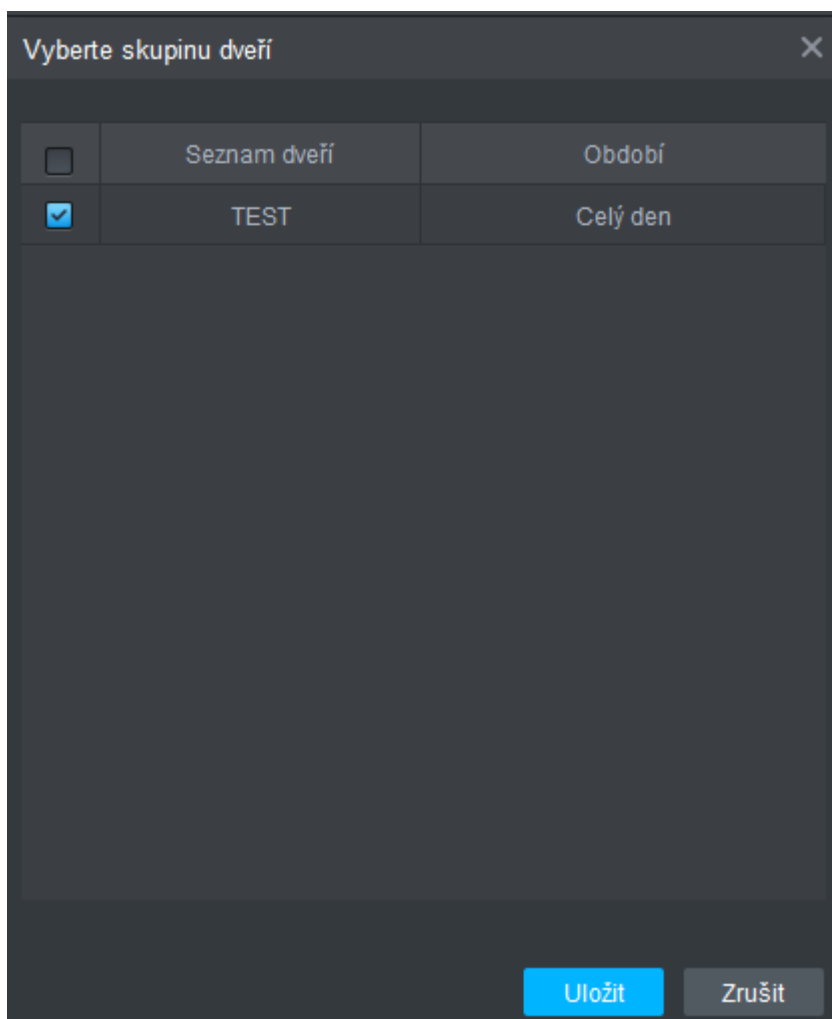 Vyberte skupinu dveří
Seznam dveří Období
TEST Celý den
Uložit Zrušit